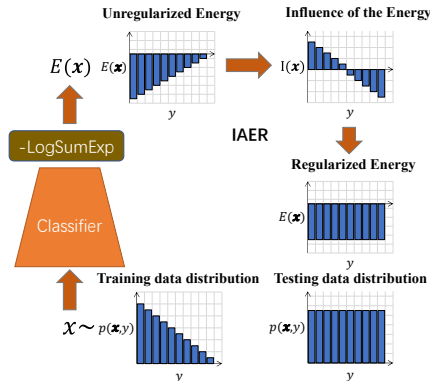 Unregularized Energy
Influence of the Energy
E(x)
E(x)
y
I(x)
y
-LogSumExp
IAER
Regularized Energy
Classifier
E(x)
y
Training data distribution
Testing data distribution
x~ p(x,y)
y
p(x,y)
y